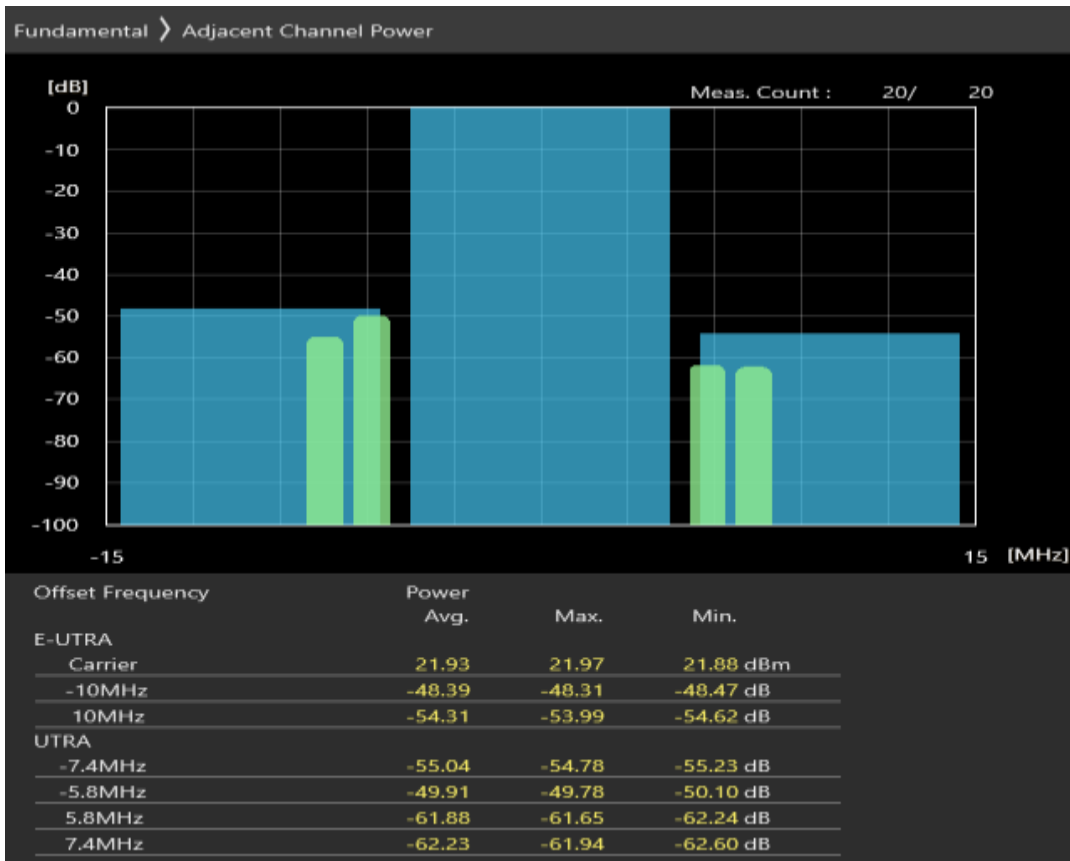 Fundamental 〉 Adjacent Channel Power
[dB]
Meas. Count : 20/ 20
0
-10
-20
-30
-40
-50
-60
-70
-80
-90
-100
-15 15 [MHz]
Offset Frequency Power
Avg. Max. Min.
E-UTRA
Carrier 21.93 21.97 21.88 dBm
-10MHz -48.39 -48.31 -48.47 dB
10MHz -54.31 -53.99 -54.62 dB
UTRA
-7.4MHz -55.04 -54.78 -55.23 dB
-5.8MHz -49.91 -49.78 -50.10 dB
5.8MHz -61.88 -61.65 -62.24 dB
7.4MHz -62.23 -61.94 -62.60 dB